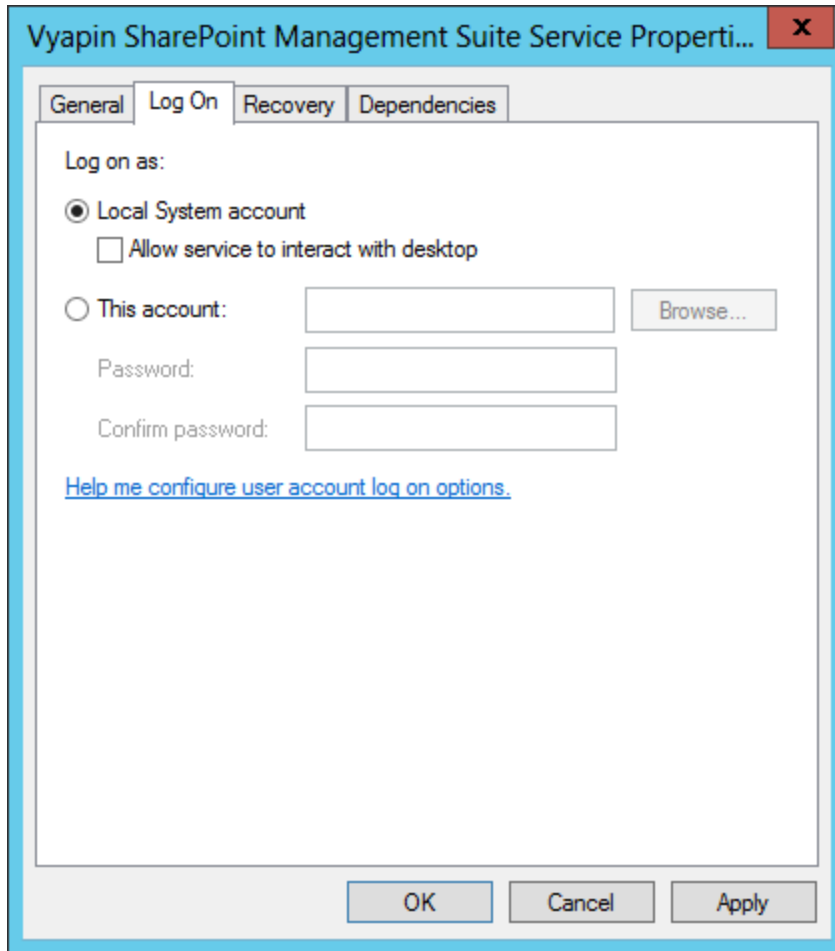 Vyapin SharePoint Management Suite Service Properti... x
General Log On Recovery Dependencies
Log on as:
Local System account
Allow service to interact with desktop
This account: Browse...
Password:
Confirm password:
Help me configure user account log on options.
OK Cancel Apply